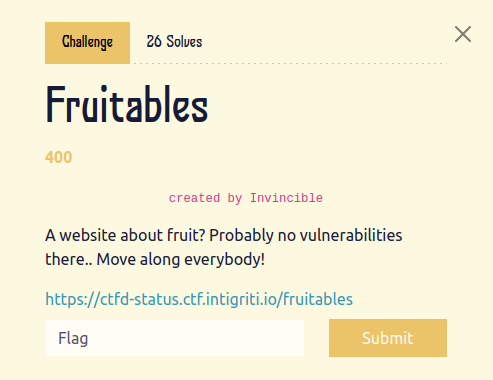 Challenge 26 Solves
Fruitables
400
created by Invincible
A website about fruit? Probably no vulnerabilities
there.. Move along everybody!
https://ctfd-status.ctf.intigriti.io/fruitables
Flag Submit